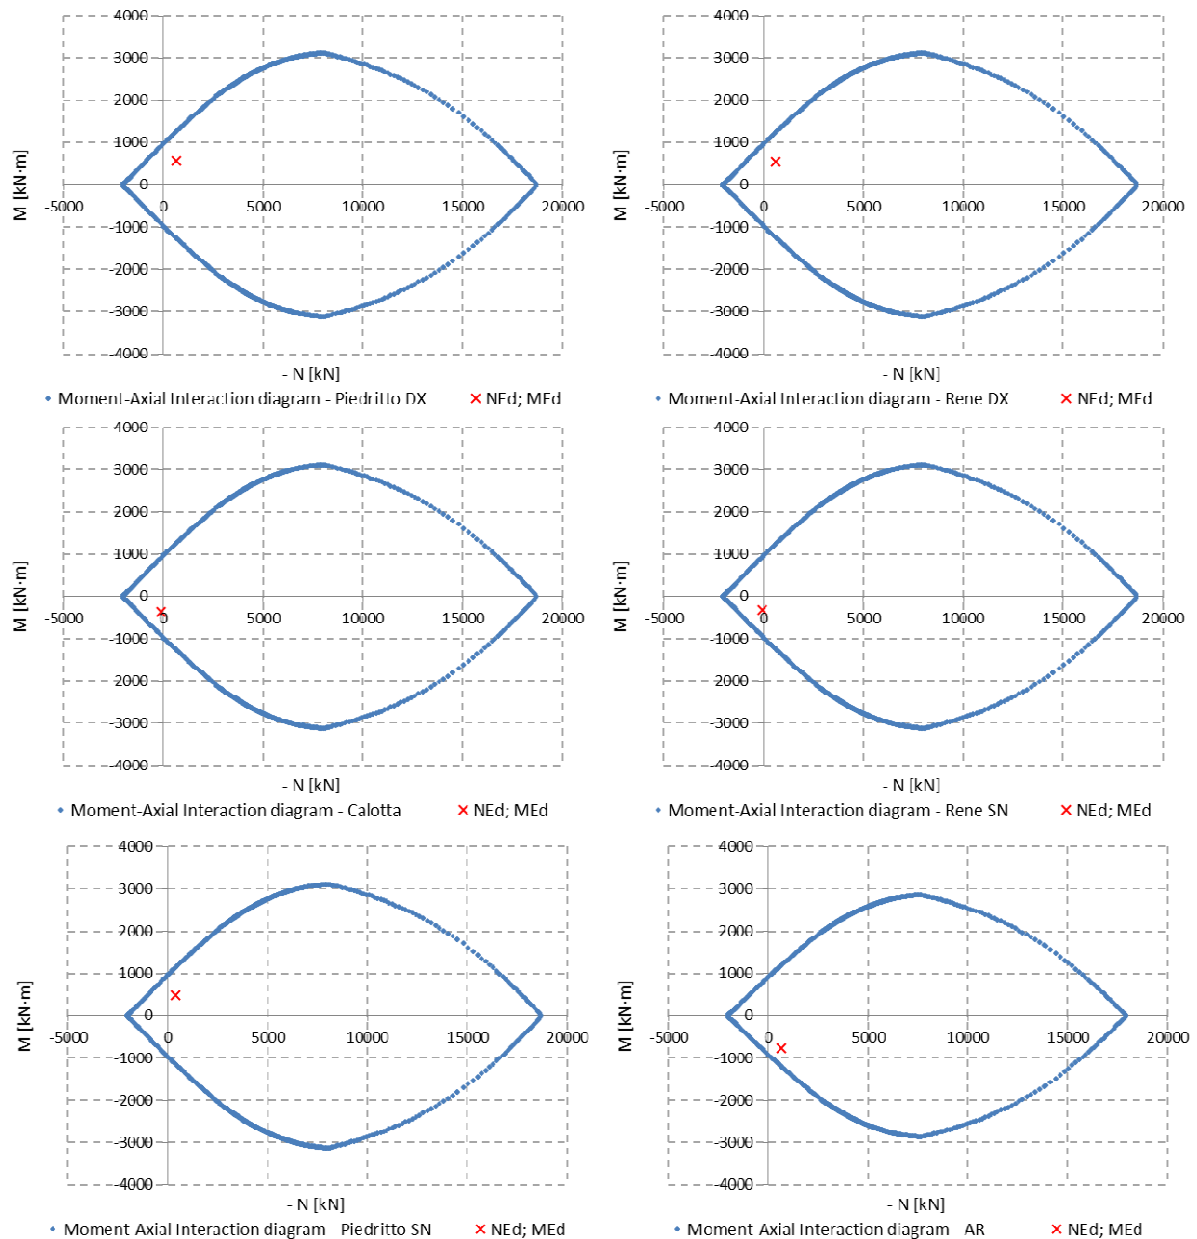 4000 4000
3000 3000
2000 2000
1000 1000
0 0
-5000 0 5000 10000 15000 20000 -5000 0 5000 10000 15000 20000
-1000 -1000
-2000 -2000
-3000 -3000
-4000 -4000
M [kN·m] M [kN·m]
- N [kN] - N [kN]
Moment-Axial Interaction diagram - Piedritto DX NEd; MEd Moment-Axial Interaction diagram - Rene DX NEd; MEd
4000 4000
3000 3000
2000 2000
1000 1000
0 0
-5000 0 5000 10000 15000 20000 -5000 0 5000 10000 15000 20000
-1000 -1000
-2000 -2000
-3000 -3000
-4000 -4000
M [kN·m] M [kN·m]
- N [kN] - N [kN]
Moment-Axial Interaction diagram - Calotta NEd; MEd Moment-Axial Interaction diagram - Rene SN NEd; MEd
4000 4000
3000 3000
2000 2000
1000 1000
0 0
-5000 0 5000 10000 15000 20000 -5000 0 5000 10000 15000 20000
-1000 -1000
-2000 -2000
-3000 -3000
-4000 -4000
M [kN·m] M [kN·m]
- N [kN] - N [kN]
Moment Axial Interaction diagram Piedritto SN NEd; MEd Moment Axial Interaction diagram AR NEd; MEd